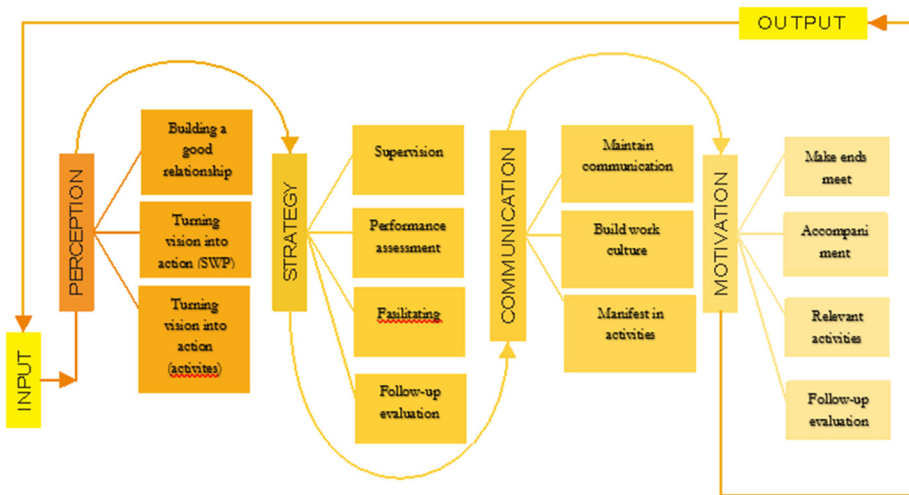 OUTPUT
INPUT
PERCEPTION
Building a
good
relationship
Turning
vision into
action (SWP)
Turning
vision into
action
(activites)
STRATEGY
Supervision
Performance
assessment
Fasilitating
Follow-up
evaluation
COMMUNICATION
Maintain
communication
Build work
culture
Manifest in
activities
MOTIVATION
Make ends
meet
Accompani
ment
Relevant
activities
Follow-up
evaluation